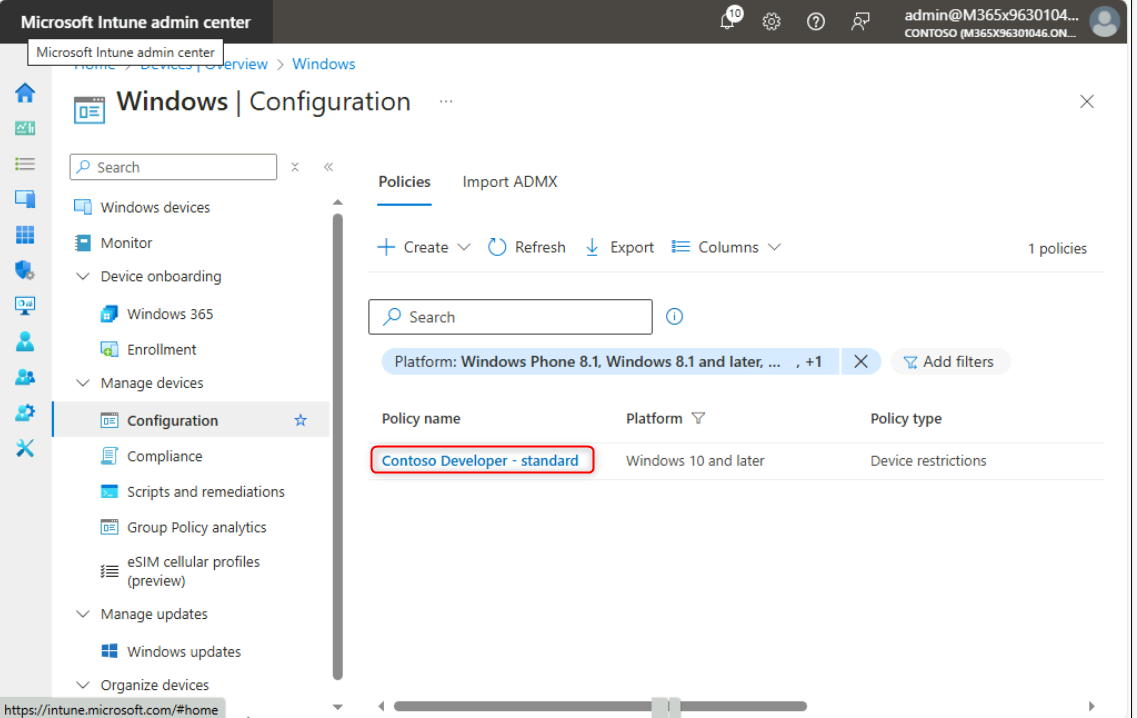 Microsoft Intune admin center
10
admin@M365x9630104...
CONTOSO (M365X96301046.ON...
Microsoft Intune admin center
Home > Devices | Overview > Windows
Windows | Configuration ...
Search
Windows devices
Monitor
Device onboarding
Windows 365
Enrollment
Manage devices
Configuration
Compliance
Scripts and remediations
Group Policy analytics
eSIM cellular profiles
(preview)
Manage updates
Windows updates
Organize devices
https://intune.microsoft.com/#home
Policies Import ADMX
Create Refresh Export Columns 1 policies
Search
Platform: Windows Phone 8.1, Windows 8.1 and later, ... , +1 Add filters
Policy name Platform Policy type
Contoso Developer - standard Windows 10 and later Device restrictions